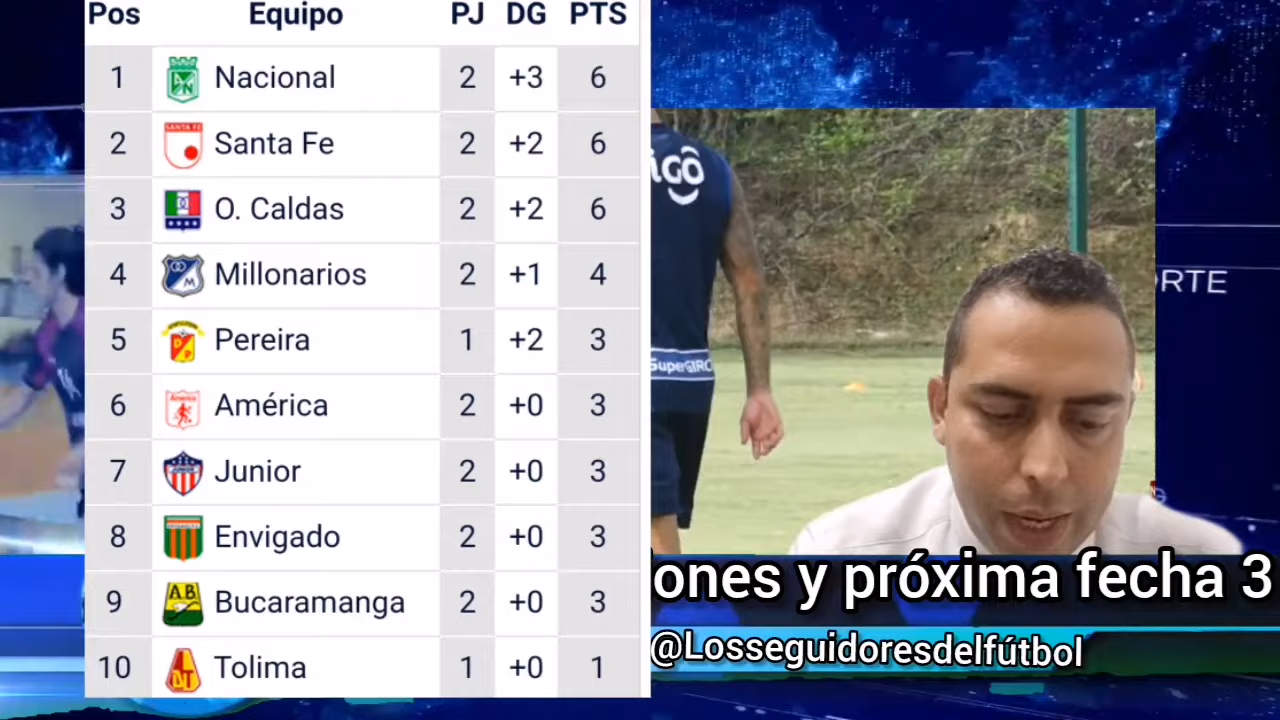 Pos Equipo PJ DG PTS
1 Nacional 2 +3 6
2 Santa Fe 2 +2 6
3 O. Caldas 2 +2 6
4 Millonarios 2 +1 4
5 Pereira 1 +2 3
6 América 2 +0 3
7 Junior 2 +0 3
8 Envigado 2 +0 3
9 Bucaramanga 2 +0 3
10 Tolima 1 +0 1
iGÓ
SuperGIRO
ORTE
ones y próxima fecha 3
@Losseguidoresdelfútbol